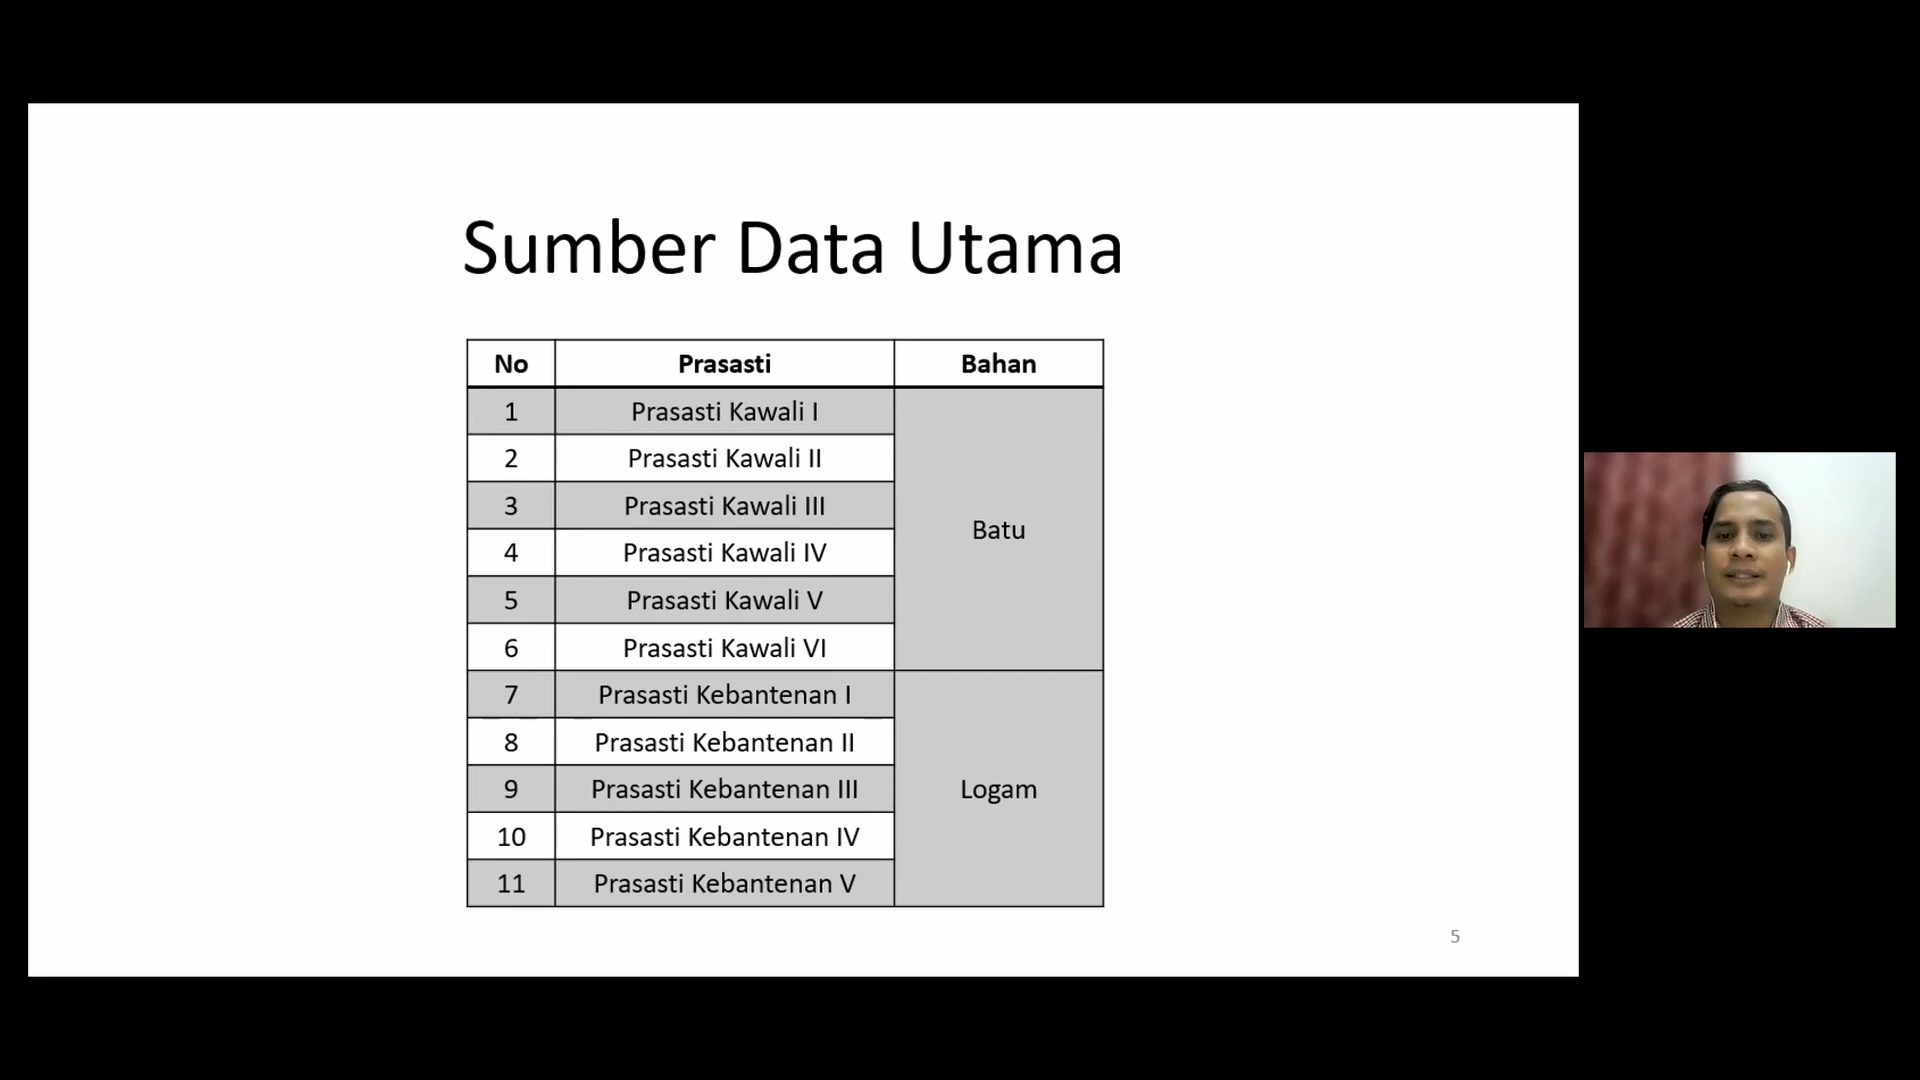 Sumber Data Utama
No Prasasti Bahan
1 Prasasti Kawali I
2 Prasasti Kawali II
3 Prasasti Kawali III
Batu
4 Prasasti Kawali IV
5 Prasasti Kawali V
6 Prasasti Kawali VI
7 Prasasti Kebantenan I
8 Prasasti Kebantenan II
9 Prasasti Kebantenan III Logam
10 Prasasti Kebantenan IV
11 Prasasti Kebantenan V
5